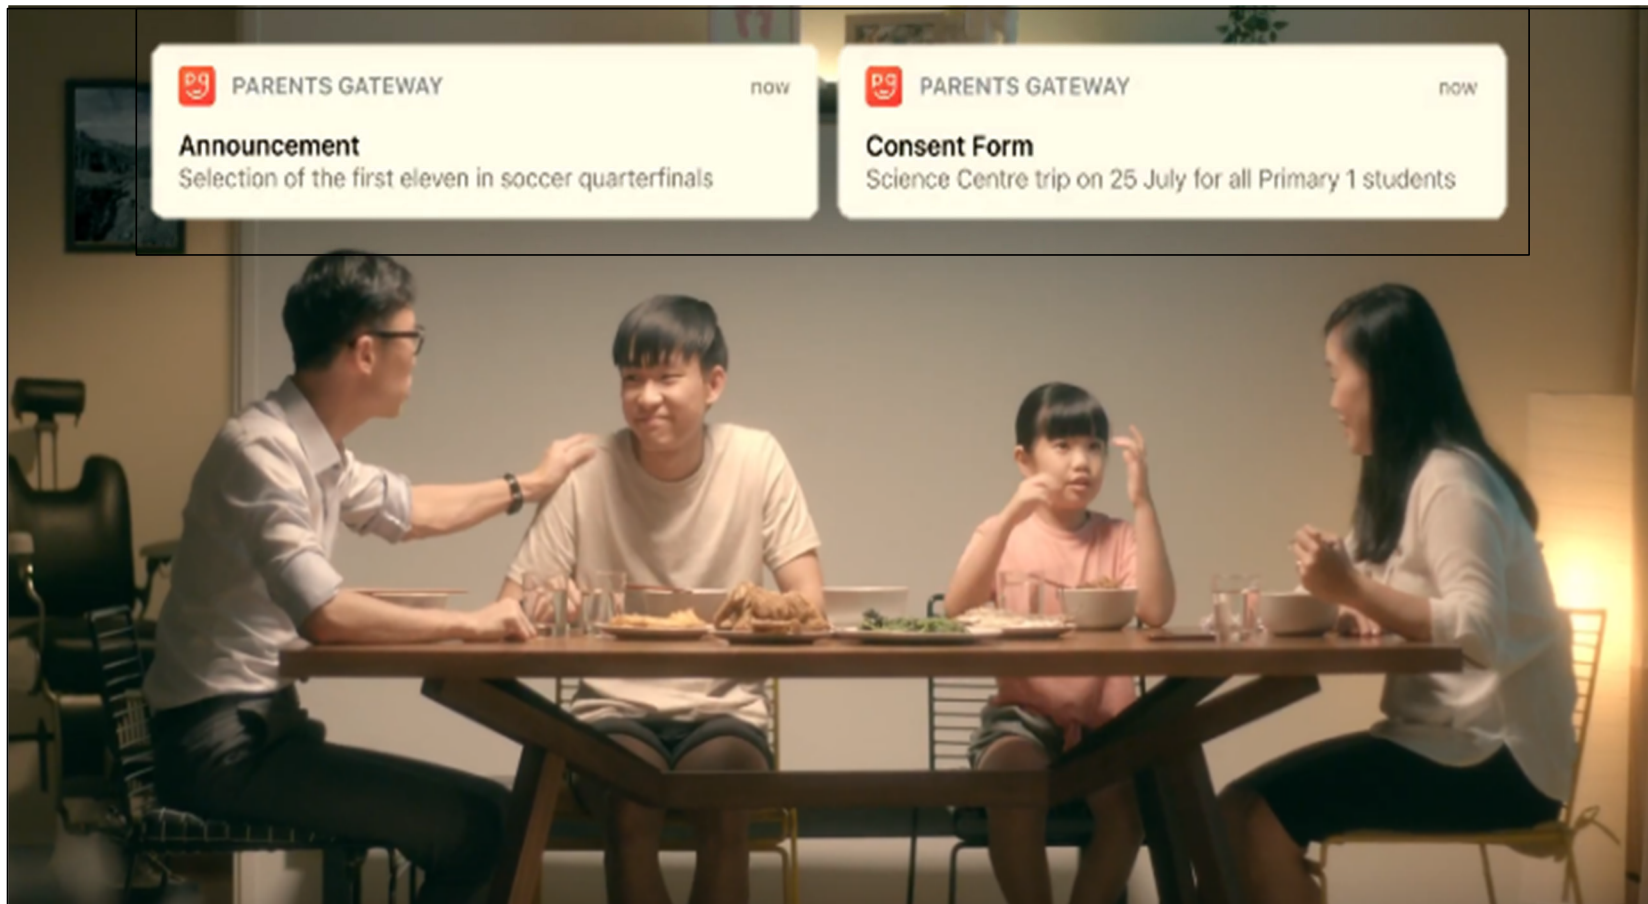 PARENTS GATEWAY now
Announcement
Selection of the first eleven in soccer quarterfinals
PARENTS GATEWAY now
Consent Form
Science Centre trip on 25 July for all Primary 1 students